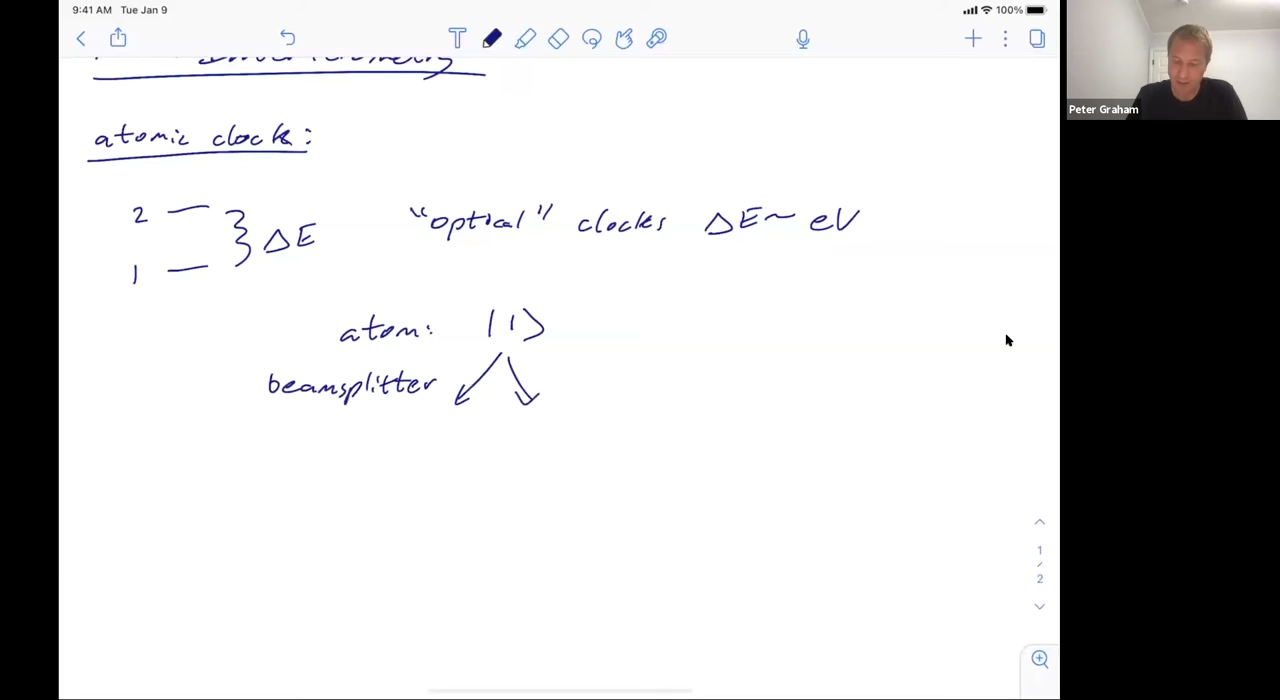 9:41 AM Tue Jan 9
100%
Peter Graham
atomic clock:
2
} ΔE
"optical" clocks ΔE ~ eV
1
atom: |1>
beamsplitter
1
/
2